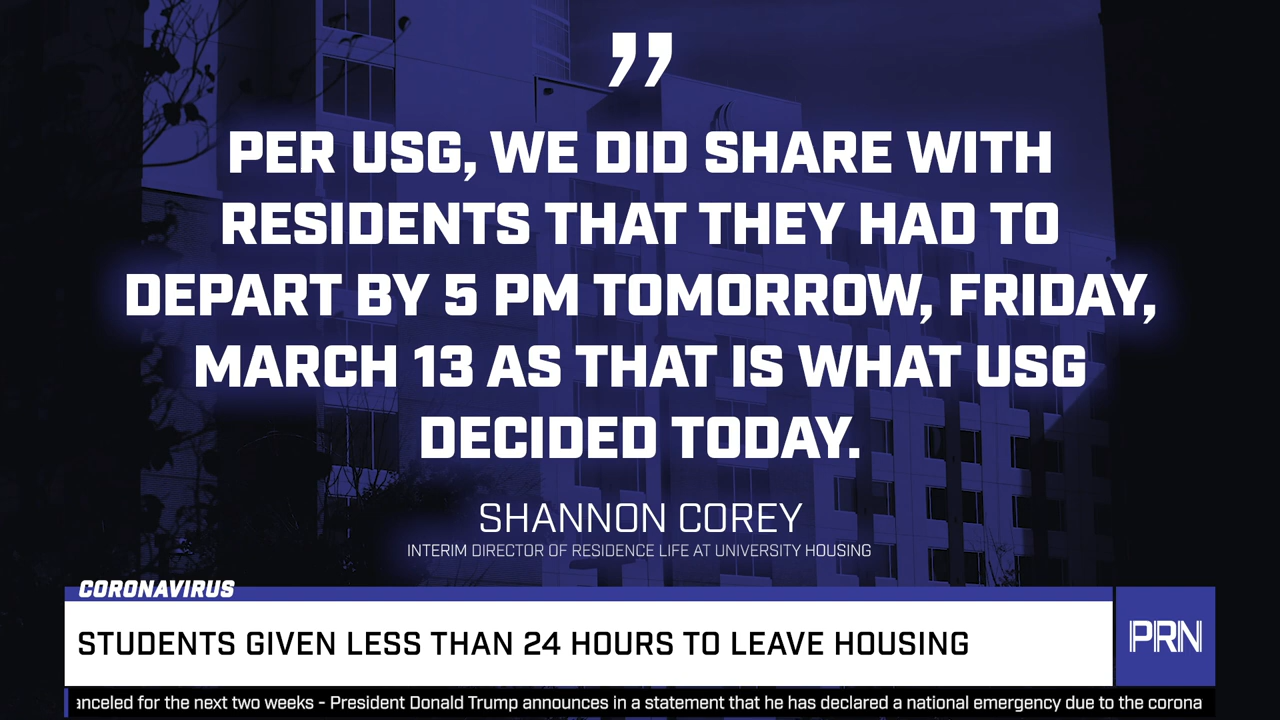 ”
PER USG, WE DID SHARE WITH
RESIDENTS THAT THEY HAD TO
DEPART BY 5 PM TOMORROW, FRIDAY,
MARCH 13 AS THAT IS WHAT USG
DECIDED TODAY.
SHANNON COREY
INTERIM DIRECTOR OF RESIDENCE LIFE AT UNIVERSITY HOUSING
CORONAVIRUS
STUDENTS GIVEN LESS THAN 24 HOURS TO LEAVE HOUSING
PRN
anceled for the next two weeks - President Donald Trump announces in a statement that he has declared a national emergency due to the corona